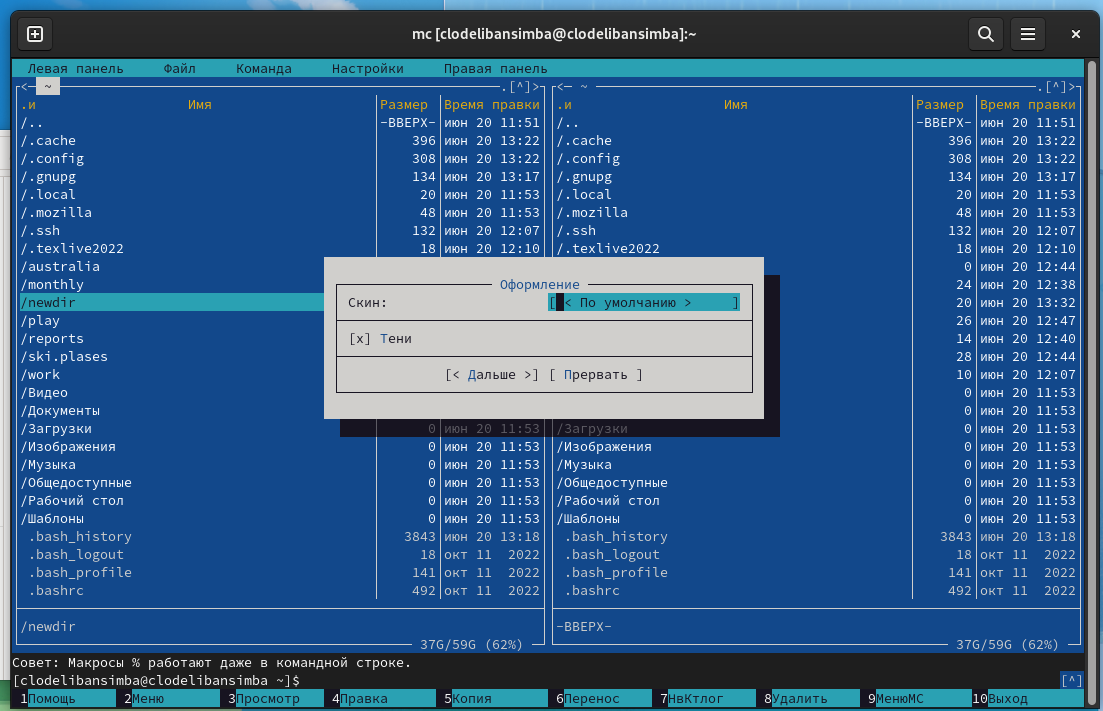 mc [clodelibansimba@clodelibansimba]:~
Левая панель Файл Команда Настройки Правая панель
<─ ~ .[^]> <─ ~ .[^]>
.и Имя Размер Время правки .и Имя Размер Время правки
/.. -ВВЕРХ- июн 20 11:51 /.. -ВВЕРХ- июн 20 11:51
/.cache 396 июн 20 13:22 /.cache 396 июн 20 13:22
/.config 308 июн 20 13:22 /.config 308 июн 20 13:22
/.gnupg 134 июн 20 13:17 /.gnupg 134 июн 20 13:17
/.local 20 июн 20 11:53 /.local 20 июн 20 11:53
/.mozilla 48 июн 20 11:53 /.mozilla 48 июн 20 11:53
/.ssh 132 июн 20 12:07 /.ssh 132 июн 20 12:07
/.texlive2022 18 июн 20 12:10 /.texlive2022 18 июн 20 12:10
/australia 0 июн 20 12:44
/monthly Оформление 24 июн 20 12:38
/newdir Скин: [ < По умолчанию > ] 20 июн 20 13:32
/play 26 июн 20 12:47
/reports [x] Тени 14 июн 20 12:40
/ski.plases 28 июн 20 12:44
/work [< Дальше >] [ Прервать ] 10 июн 20 12:07
/Видео 0 июн 20 11:53
/Документы 0 июн 20 11:53
/Загрузки 0 июн 20 11:53 /Загрузки 0 июн 20 11:53
/Изображения 0 июн 20 11:53 /Изображения 0 июн 20 11:53
/Музыка 0 июн 20 11:53 /Музыка 0 июн 20 11:53
/Общедоступные 0 июн 20 11:53 /Общедоступные 0 июн 20 11:53
/Рабочий стол 0 июн 20 11:53 /Рабочий стол 0 июн 20 11:53
/Шаблоны 0 июн 20 11:53 /Шаблоны 0 июн 20 11:53
.bash_history 3843 июн 20 13:18 .bash_history 3843 июн 20 13:18
.bash_logout 18 окт 11 2022 .bash_logout 18 окт 11 2022
.bash_profile 141 окт 11 2022 .bash_profile 141 окт 11 2022
.bashrc 492 окт 11 2022 .bashrc 492 окт 11 2022
/newdir -ВВЕРХ-
37G/59G (62%) 37G/59G (62%)
Совет: Макросы % работают даже в командной строке.
[clodelibansimba@clodelibansimba ~]$ [^]
1Помощь 2Меню 3Просмотр 4Правка 5Копия 6Перенос 7НвКтлог 8Удалить 9МенюMC 10Выход